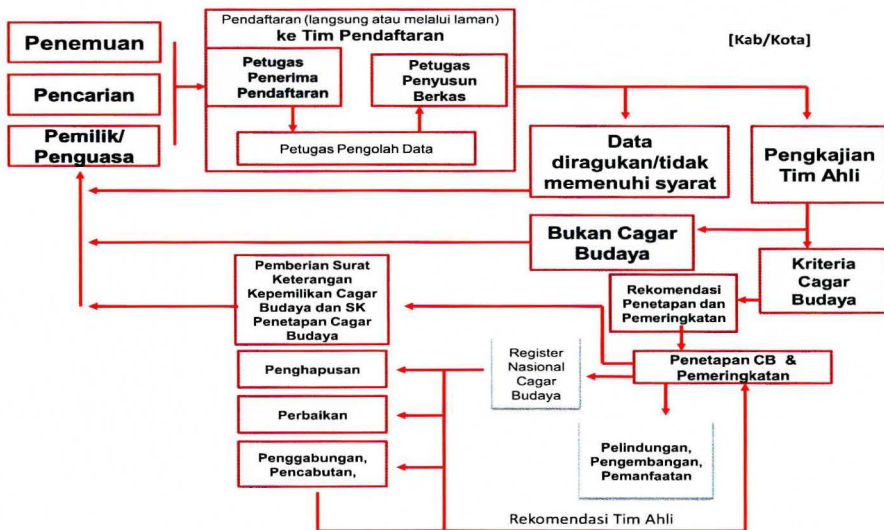 Pendaftaran (langsung atau melalui laman)
ke Tim Pendaftaran
[Kab/Kota]
Penemuan
Pencarian
Pemilik/
Penguasa
Petugas
Penerima
Pendaftaran
Petugas
Penyusun
Berkas
Petugas Pengolah Data
Data
diragukan/tidak
memenuhi syarat
Pengkajian
Tim Ahli
Bukan Cagar
Budaya
Kriteria
Cagar
Budaya
Pemberian Surat
Keterangan
Kepemilikan Cagar
Budaya dan SK
Penetapan Cagar
Budaya
Rekomendasi
Penetapan dan
Pemeringkatan
Penetapan CB &
Pemeringkatan
Register
Nasional
Cagar
Budaya
Penghapusan
Perbaikan
Penggabungan,
Pencabutan,
Pelindungan,
Pengembangan,
Pemanfaatan
Rekomendasi Tim Ahli